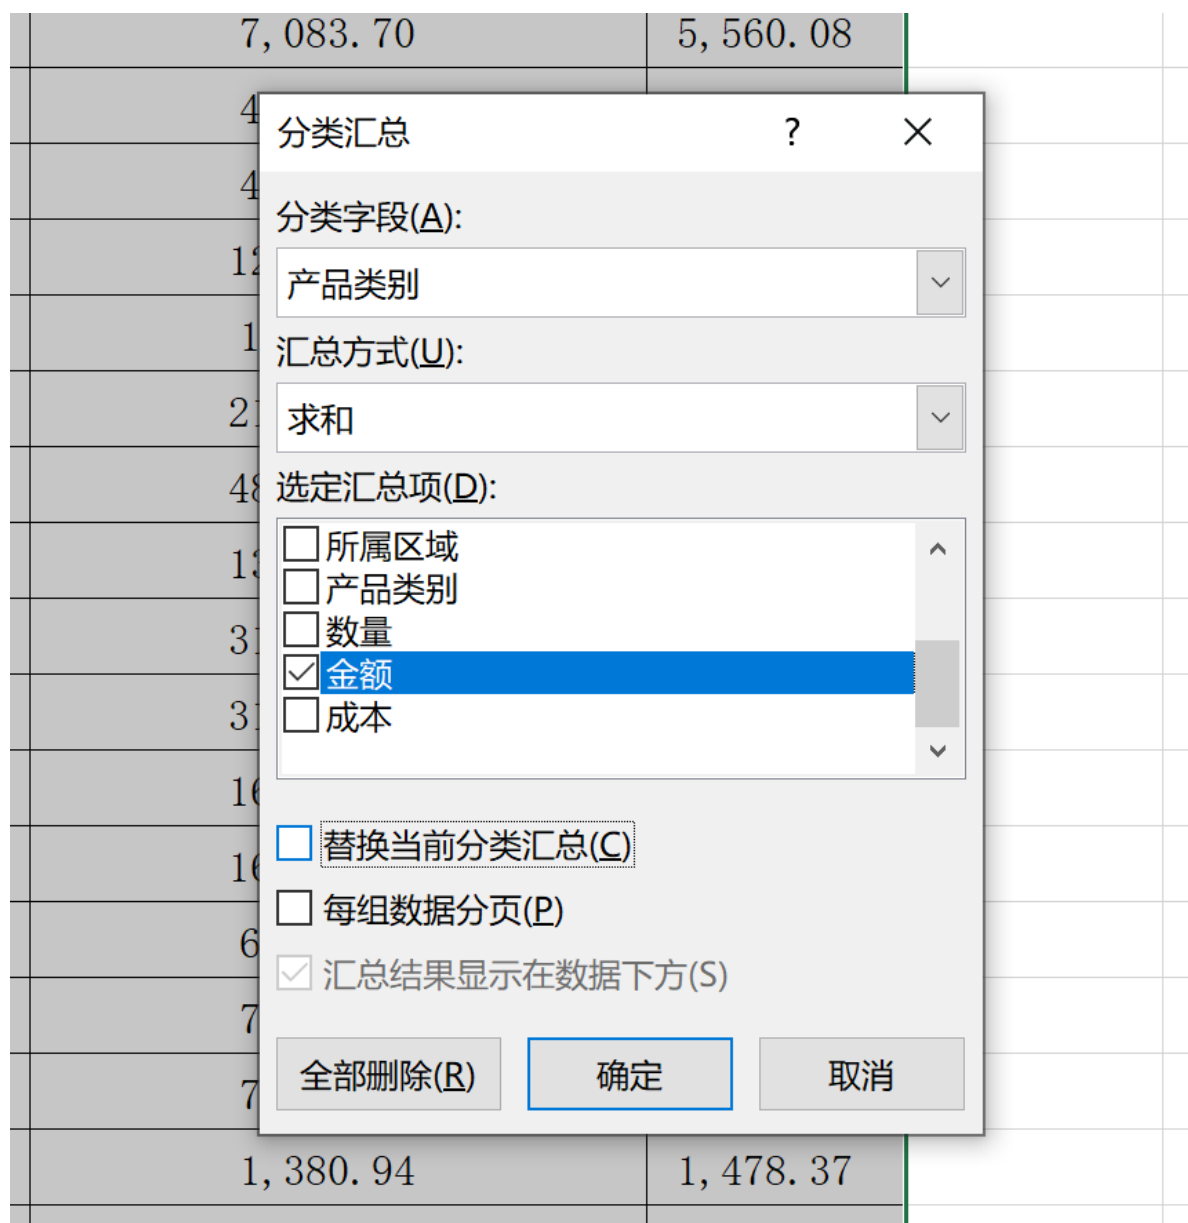 7,083.70 5,560.08
分类汇总 ?
分类字段(A):
产品类别
汇总方式(U):
求和
选定汇总项(D):
所属区域
产品类别
数量
金额
成本
替换当前分类汇总(C)
每组数据分页(P)
汇总结果显示在数据下方(S)
全部删除(R) 确定 取消
1,380.94 1,478.37